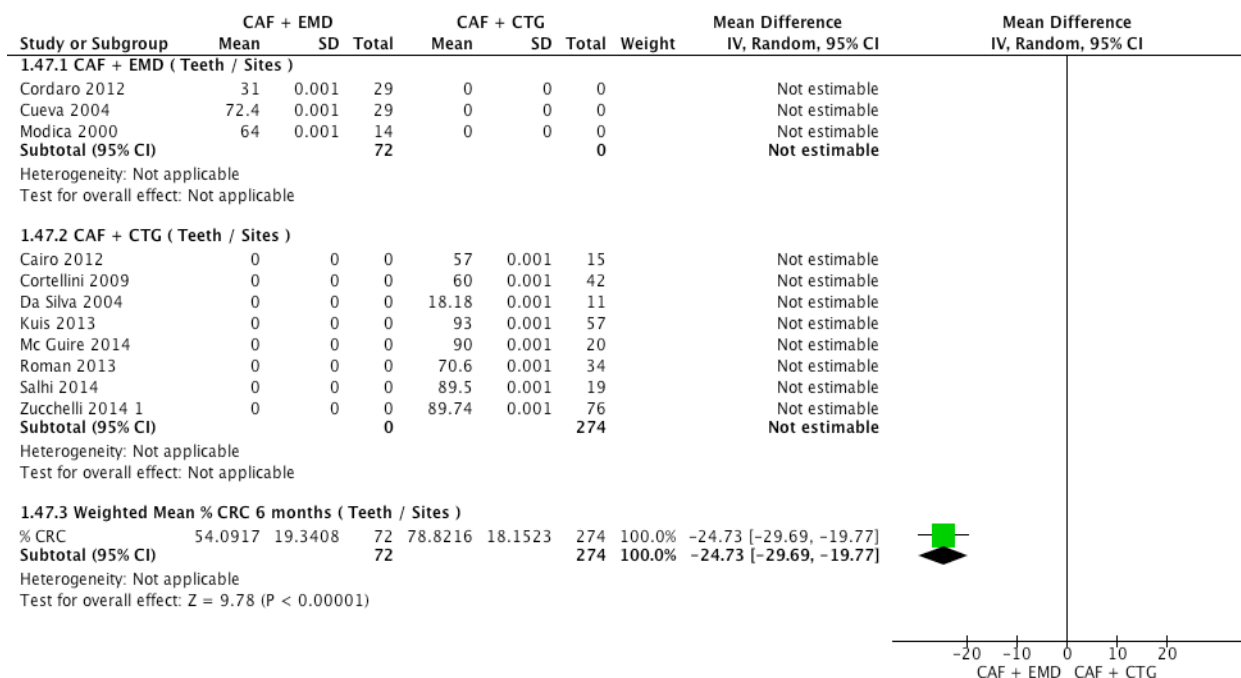 CAF + EMD CAF + CTG Mean Difference Mean Difference
Study or Subgroup Mean SD Total Mean SD Total Weight IV, Random, 95% CI IV, Random, 95% CI
1.47.1 CAF + EMD ( Teeth / Sites )
Cordaro 2012 31 0.001 29 0 0 0 Not estimable
Cueva 2004 72.4 0.001 29 0 0 0 Not estimable
Modica 2000 64 0.001 14 0 0 0 Not estimable
Subtotal (95% CI) 72 0 Not estimable
Heterogeneity: Not applicable
Test for overall effect: Not applicable
1.47.2 CAF + CTG ( Teeth / Sites )
Cairo 2012 0 0 0 57 0.001 15 Not estimable
Cortellini 2009 0 0 0 60 0.001 42 Not estimable
Da Silva 2004 0 0 0 18.18 0.001 11 Not estimable
Kuis 2013 0 0 0 93 0.001 57 Not estimable
Mc Guire 2014 0 0 0 90 0.001 20 Not estimable
Roman 2013 0 0 0 70.6 0.001 34 Not estimable
Salhi 2014 0 0 0 89.5 0.001 19 Not estimable
Zucchelli 2014 1 0 0 0 89.74 0.001 76 Not estimable
Subtotal (95% CI) 0 274 Not estimable
Heterogeneity: Not applicable
Test for overall effect: Not applicable
1.47.3 Weighted Mean % CRC 6 months ( Teeth / Sites )
% CRC 54.0917 19.3408 72 78.8216 18.1523 274 100.0% -24.73 [-29.69, -19.77]
Subtotal (95% CI) 72 274 100.0% -24.73 [-29.69, -19.77]
Heterogeneity: Not applicable
Test for overall effect: Z = 9.78 (P < 0.00001)
-20 -10 0 10 20
CAF + EMD CAF + CTG